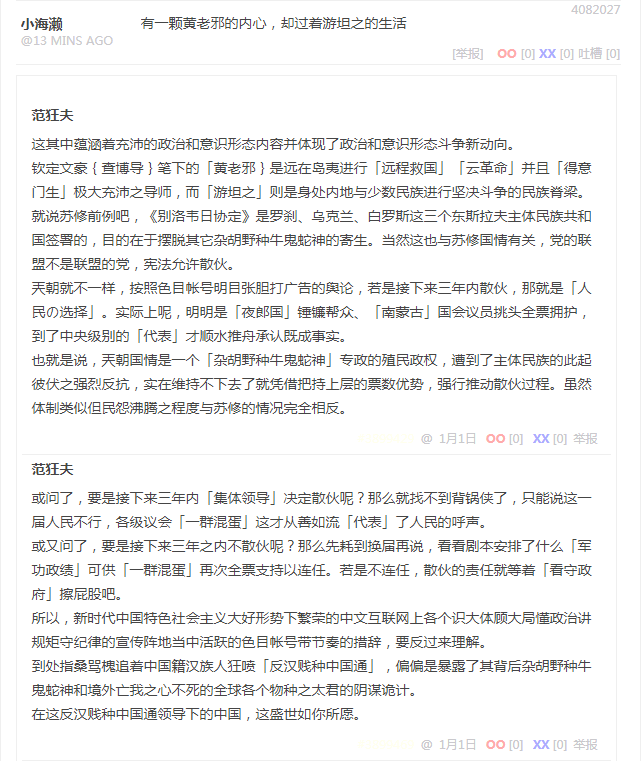 4082027
小海濑
有一颗黄老邪的内心，却过着游坦之的生活
@13 MINS AGO
[举报] OO [0] XX [0] 吐槽 [0]
范狂夫
这其中蕴涵着充沛的政治和意识形态内容并体现了政治和意识形态斗争新动向。
钦定文豪｛查博导｝笔下的「黄老邪｝是远在岛夷进行「远程救国」「云革命」并且「得意
门生」极大充沛之导师，而「游坦之」则是身处内地与少数民族进行坚决斗争的民族脊梁。
就说苏修前例吧，《别洛韦日协定》是罗刹、乌克兰、白罗斯这三个东斯拉夫主体民族共和
国签署的，目的在于摆脱其它杂胡野种牛鬼蛇神的寄生。当然这也与苏修国情有关，党的联
盟不是联盟的党，宪法允许散伙。
天朝就不一样，按照色目帐号明目张胆打广告的舆论，若是接下来三年内散伙，那就是「人
民の选择」。实际上呢，明明是「夜郎国」锤镰帮众、「南蒙古」国会议员挑头全票拥护，
到了中央级别的「代表」才顺水推舟承认既成事实。
也就是说，天朝国情是一个「杂胡野种牛鬼蛇神」专政的殖民政权，遭到了主体民族的此起
彼伏之强烈反抗，实在维持不下去了就凭借把持上层的票数优势，强行推动散伙过程。虽然
体制类似但民怨沸腾之程度与苏修的情况完全相反。
@ 1月1日 OO [0] XX [0] 举报
范狂夫
或问了，要是接下来三年内「集体领导」决定散伙呢？那么就找不到背锅侠了，只能说这一
届人民不行，各级议会「一群混蛋」这才从善如流「代表」了人民的呼声。
或又问了，要是接下来三年之内不散伙呢？那么先耗到换届再说，看看剧本安排了什么「军
功政绩」可供「一群混蛋」再次全票支持以连任。若是不连任，散伙的责任就等着「看守政
府」擦屁股吧。
所以，新时代中国特色社会主义大好形势下繁荣的中文互联网上各个识大体顾大局懂政治讲
规矩守纪律的宣传阵地当中活跃的色目帐号带节奏的措辞，要反过来理解。
到处指桑骂槐追着中国籍汉族人狂喷「反汉贱种中国通」，偏偏是暴露了其背后杂胡野种牛
鬼蛇神和境外亡我之心不死的全球各个物种之太君的阴谋诡计。
在这反汉贱种中国通领导下的中国，这盛世如你所愿。
@ 1月1日 OO [0] XX [0] 举报